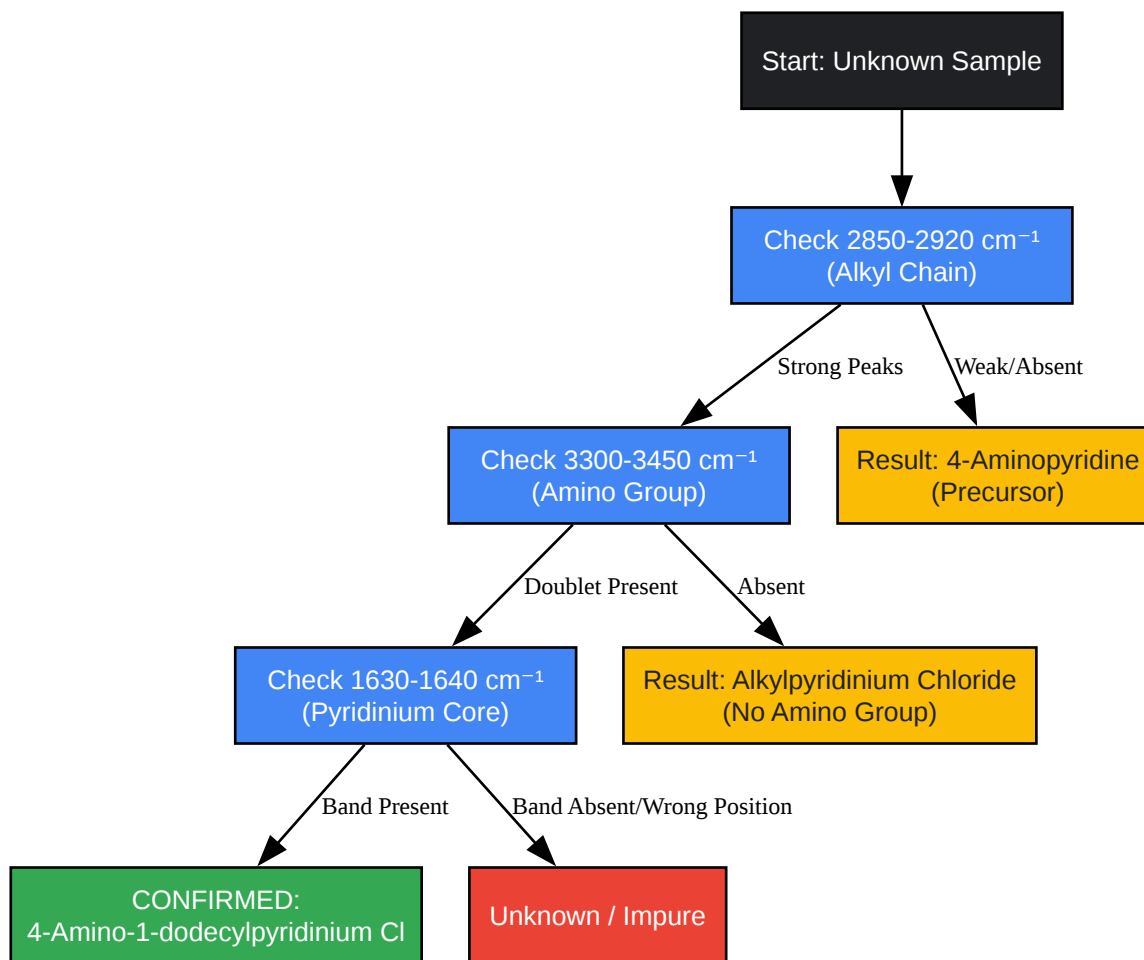 Start: Unknown Sample
Check 2850-2920 cm⁻¹
(Alkyl Chain)
Strong Peaks
Weak/Absent
Check 3300-3450 cm⁻¹
(Amino Group)
Result: 4-Aminopyridine
(Precursor)
Doublet Present
Absent
Check 1630-1640 cm⁻¹
(Pyridinium Core)
Result: Alkylpyridinium Chloride
(No Amino Group)
Band Present
Band Absent/Wrong Position
CONFIRMED:
4-Amino-1-dodecylpyridinium Cl
Unknown / Impure